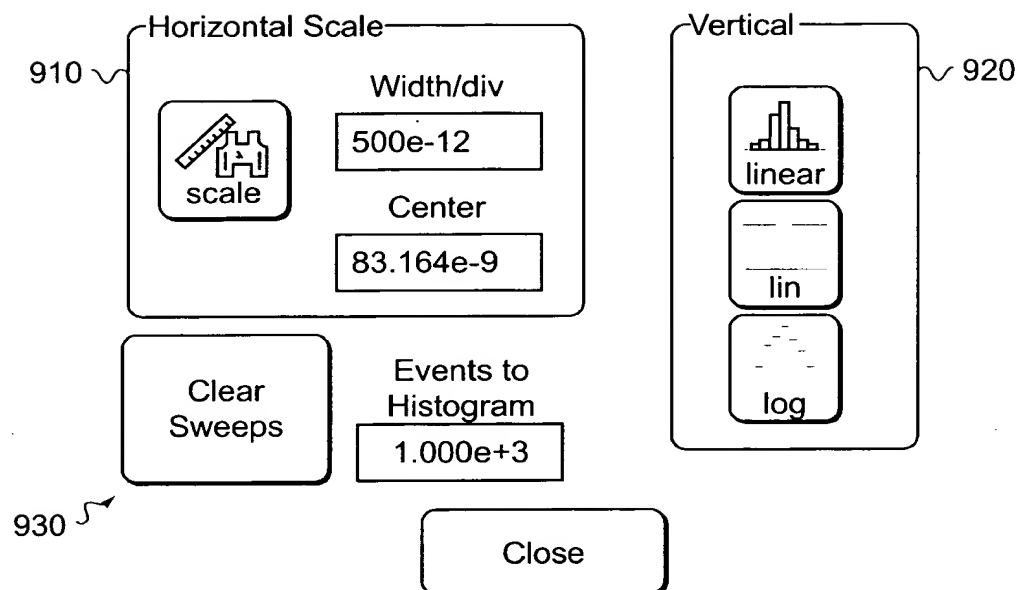 Horizontal Scale
Vertical
910
920
Width/div
500e-12
scale
Center
83.164e-9
linear
lin
log
Clear
Sweeps
Events to
Histogram
1.000e+3
930
Close